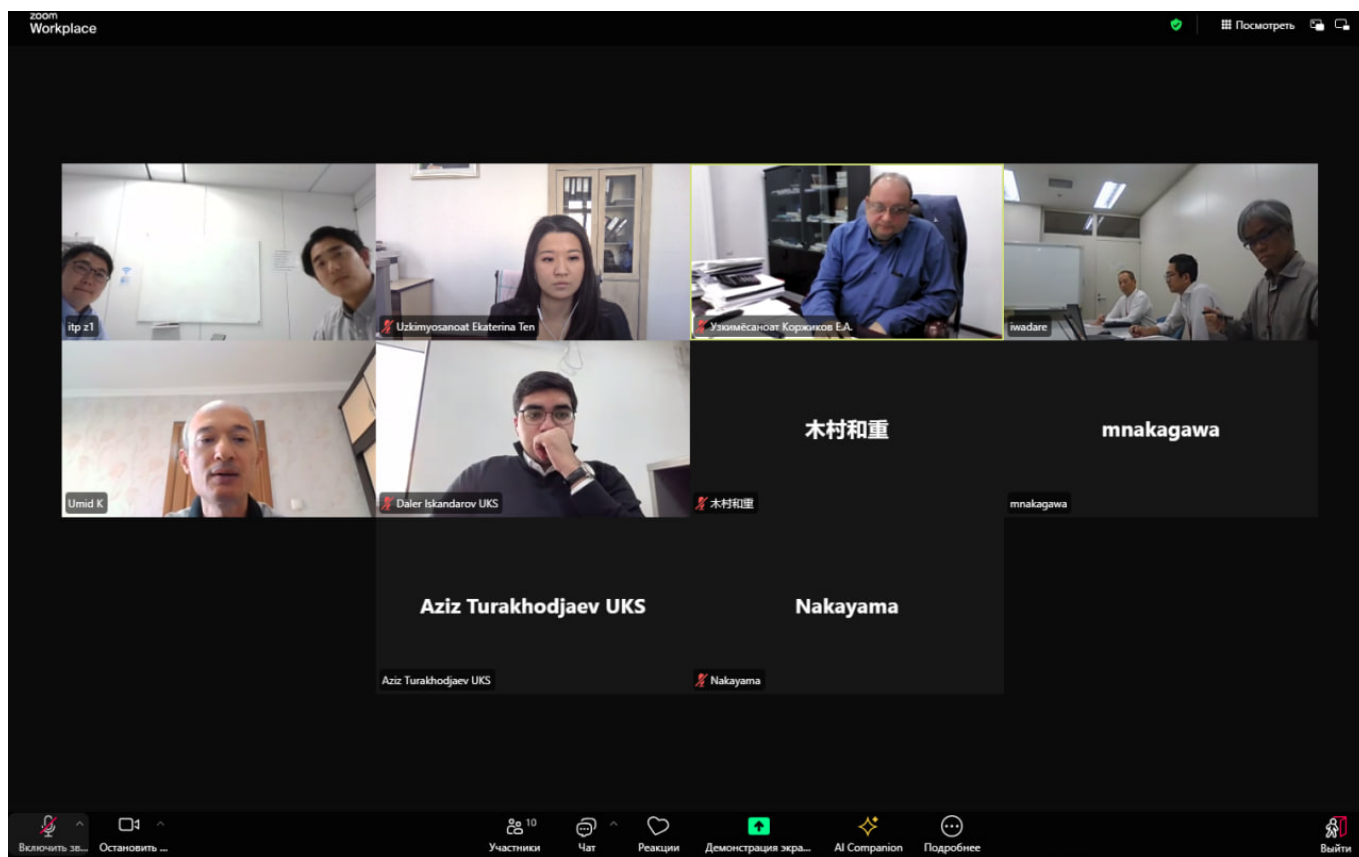 zoom
Workplace
Посмотреть
itp z1
Uzkimyosanoat Ekaterina Ten
Узкимёсаноат Коржиков Е.А.
iwadare
Umid K
Daler Iskandarov UKS
木村和重
木村和重
mnakagawa
mnakagawa
Aziz Turakhodjaev UKS
Aziz Turakhodjaev UKS
Nakayama
Nakayama
Включить зв...
Остановить ...
10
Участники
Чат
Реакции
Демонстрация экра...
AI Companion
Подробнее
Выйти